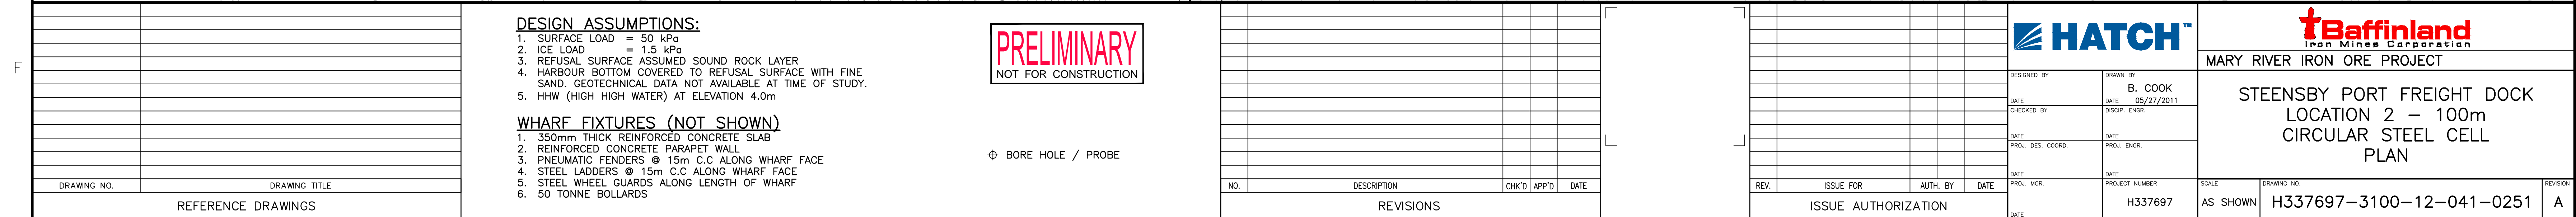 F
DRAWING NO.
DRAWING TITLE
REFERENCE DRAWINGS
DESIGN ASSUMPTIONS:
1. SURFACE LOAD = 50 kPa
2. ICE LOAD = 1.5 kPa
3. REFUSAL SURFACE ASSUMED SOUND ROCK LAYER
4. HARBOUR BOTTOM COVERED TO REFUSAL SURFACE WITH FINE
SAND. GEOTECHNICAL DATA NOT AVAILABLE AT TIME OF STUDY.
5. HHW (HIGH HIGH WATER) AT ELEVATION 4.0m
WHARF FIXTURES (NOT SHOWN)
1. 350mm THICK REINFORCED CONCRETE SLAB
2. REINFORCED CONCRETE PARAPET WALL
3. PNEUMATIC FENDERS @ 15m C.C ALONG WHARF FACE
4. STEEL LADDERS @ 15m C.C ALONG WHARF FACE
5. STEEL WHEEL GUARDS ALONG LENGTH OF WHARF
6. 50 TONNE BOLLARDS
PRELIMINARY
NOT FOR CONSTRUCTION
BORE HOLE / PROBE
NO.
DESCRIPTION
CHK'D
APP'D
DATE
REVISIONS
REV.
ISSUE FOR
AUTH. BY
DATE
ISSUE AUTHORIZATION
HATCH™
DESIGNED BY
DATE
DRAWN BY
B. COOK
DATE 05/27/2011
CHECKED BY
DATE
DISCIP. ENGR.
DATE
PROJ. DES. COORD.
DATE
PROJ. ENGR.
DATE
PROJ. MGR.
DATE
PROJECT NUMBER
H337697
Baffinland
Iron Mines Corporation
MARY RIVER IRON ORE PROJECT
STEENSBY PORT FREIGHT DOCK
LOCATION 2 - 100m
CIRCULAR STEEL CELL
PLAN
SCALE
AS SHOWN
DRAWING NO.
H337697-3100-12-041-0251
REVISION
A